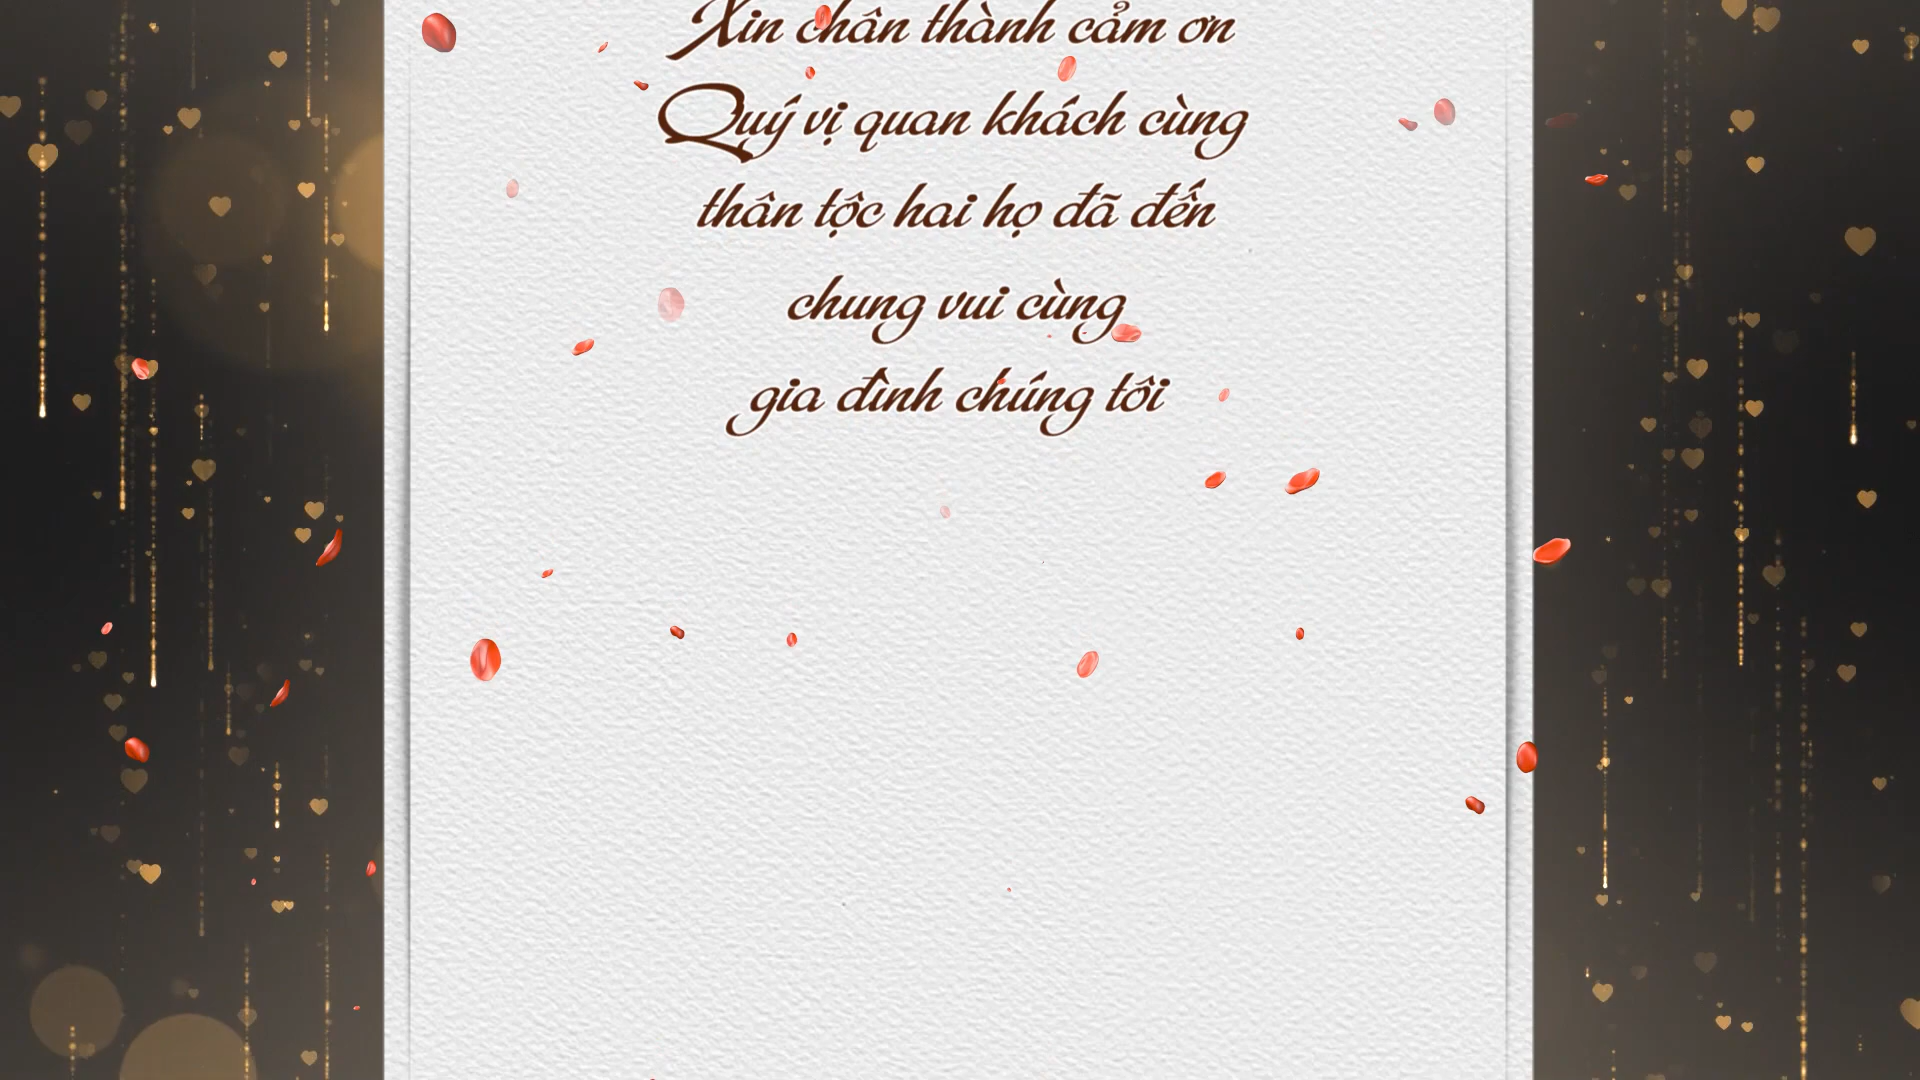 Xin chân thành cảm ơn
Quý vị quan khách cùng
thân tộc hai họ đã đến
chung vui cùng
gia đình chúng tôi